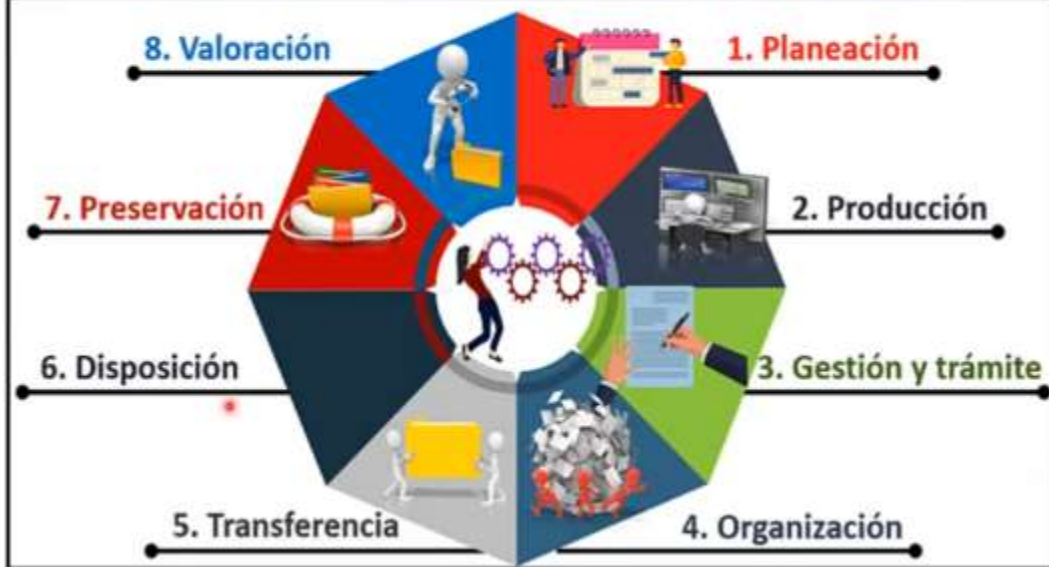 8. Valoración
1. Planeación
7. Preservación
2. Producción
6. Disposición
3. Gestión y trámite
5. Transferencia
4. Organización